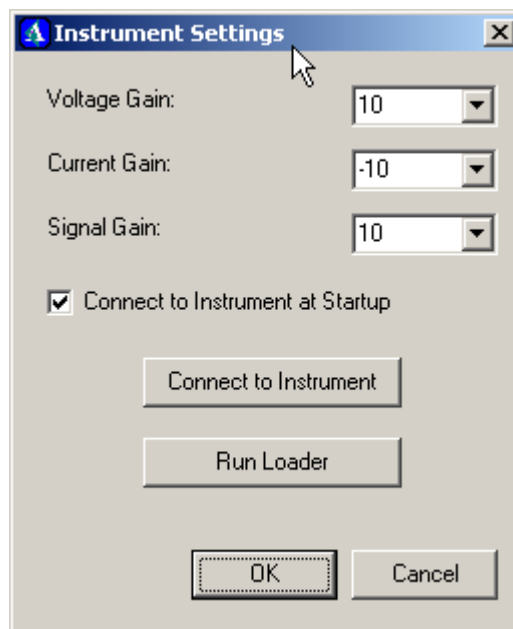 Instrument Settings
Voltage Gain: 10
Current Gain: -10
Signal Gain: 10
Connect to Instrument at Startup
Connect to Instrument
Run Loader
OK Cancel